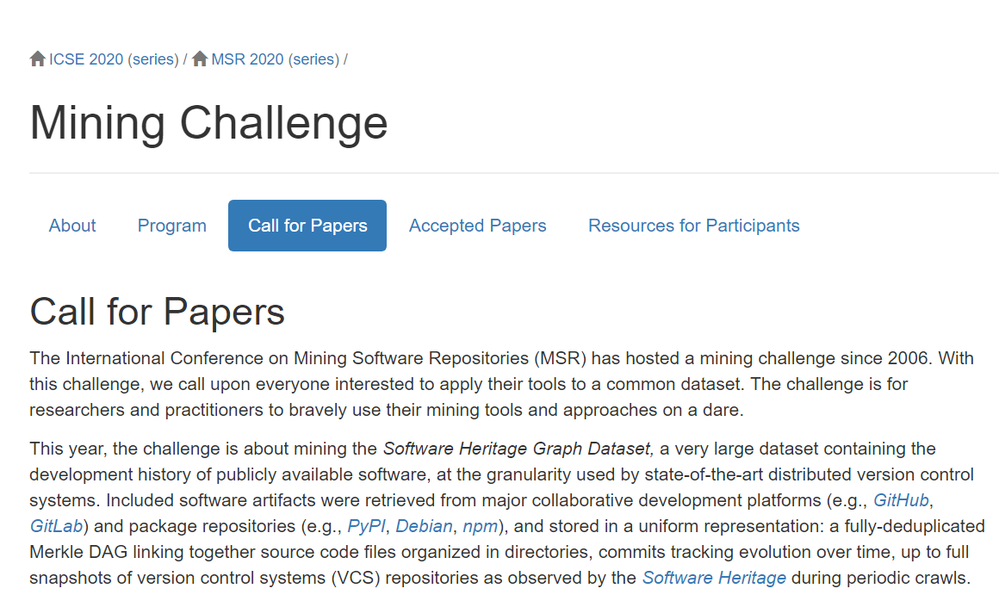 ICSE 2020 (series) / MSR 2020 (series) /
Mining Challenge
About Program Call for Papers Accepted Papers Resources for Participants
Call for Papers
The International Conference on Mining Software Repositories (MSR) has hosted a mining challenge since 2006. With
this challenge, we call upon everyone interested to apply their tools to a common dataset. The challenge is for
researchers and practitioners to bravely use their mining tools and approaches on a dare.
This year, the challenge is about mining the Software Heritage Graph Dataset, a very large dataset containing the
development history of publicly available software, at the granularity used by state-of-the-art distributed version control
systems. Included software artifacts were retrieved from major collaborative development platforms (e.g., GitHub,
GitLab) and package repositories (e.g., PyPI, Debian, npm), and stored in a uniform representation: a fully-deduplicated
Merkle DAG linking together source code files organized in directories, commits tracking evolution over time, up to full
snapshots of version control systems (VCS) repositories as observed by the Software Heritage during periodic crawls.